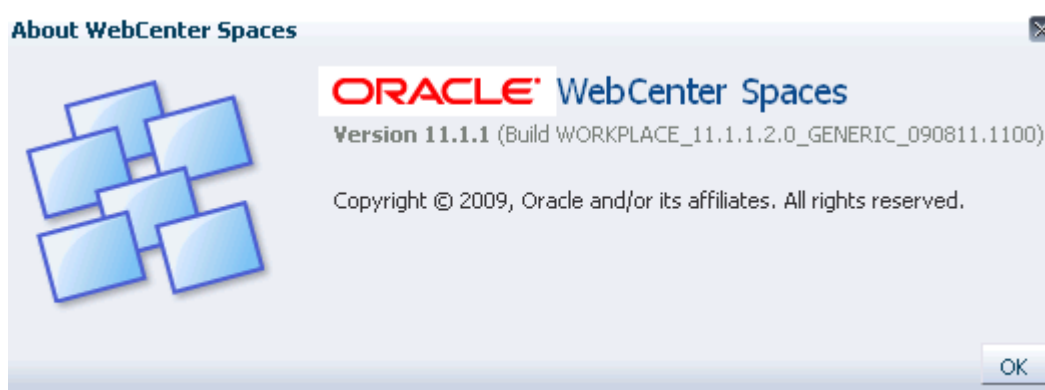 About WebCenter Spaces
ORACLE WebCenter Spaces
Version 11.1.1 (Build WORKPLACE_11.1.1.2.0_GENERIC_090811.1100)
Copyright © 2009, Oracle and/or its affiliates. All rights reserved.
OK